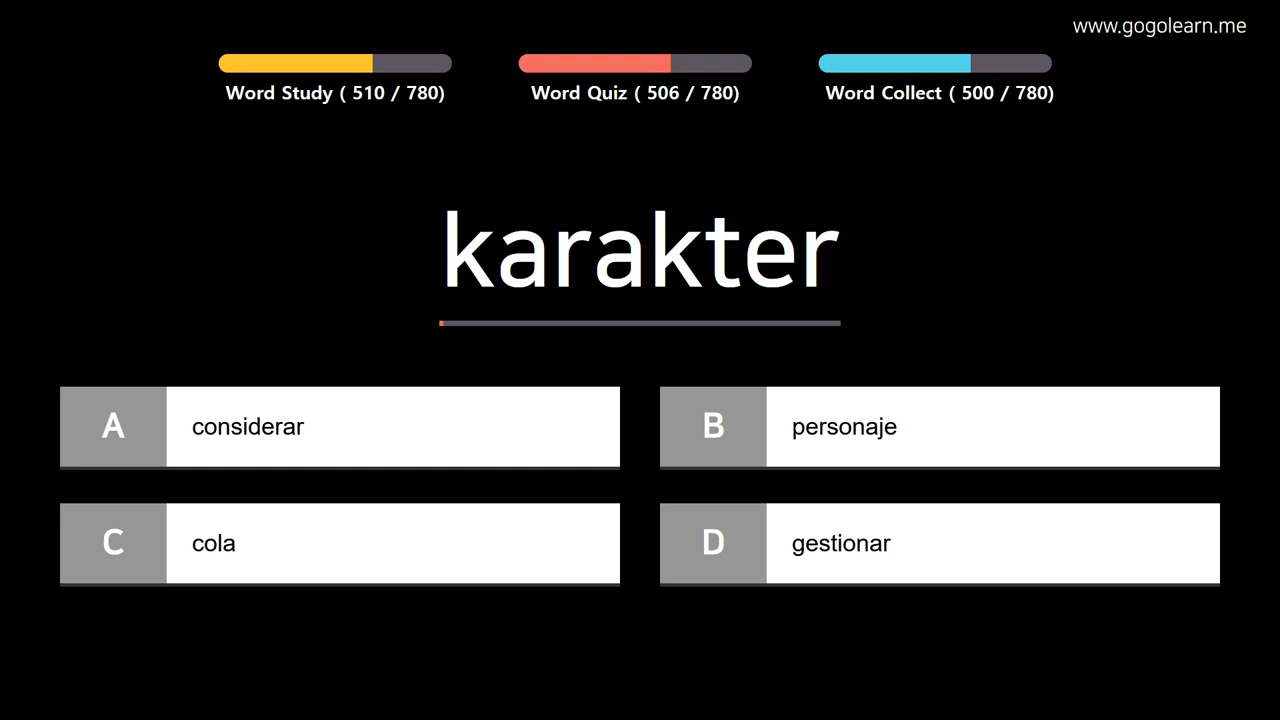 www.gogolearn.me
Word Study ( 510 / 780)
Word Quiz ( 506 / 780)
Word Collect ( 500 / 780)
karakter
A considerar
B personaje
C cola
D gestionar